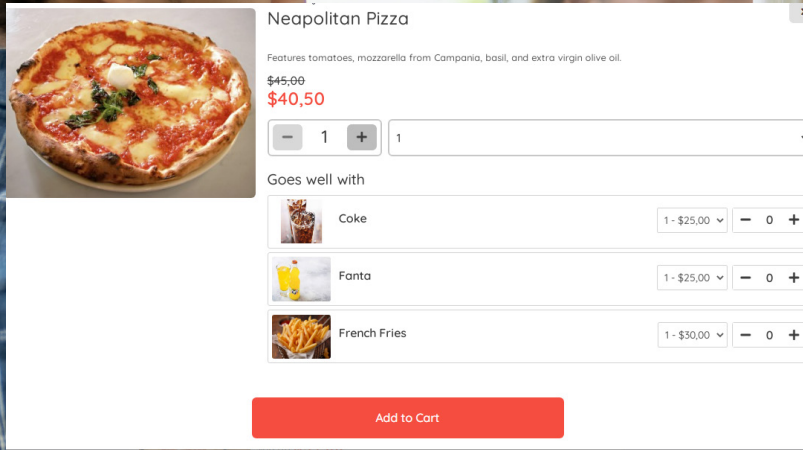 Neapolitan Pizza
Features tomatoes, mozzarella from Campania, basil, and extra virgin olive oil.
$45,00
$40,50
− 1 + 1
Goes well with
Coke 1 - $25,00 − 0 +
Fanta 1 - $25,00 − 0 +
French Fries 1 - $30,00 − 0 +
Add to Cart